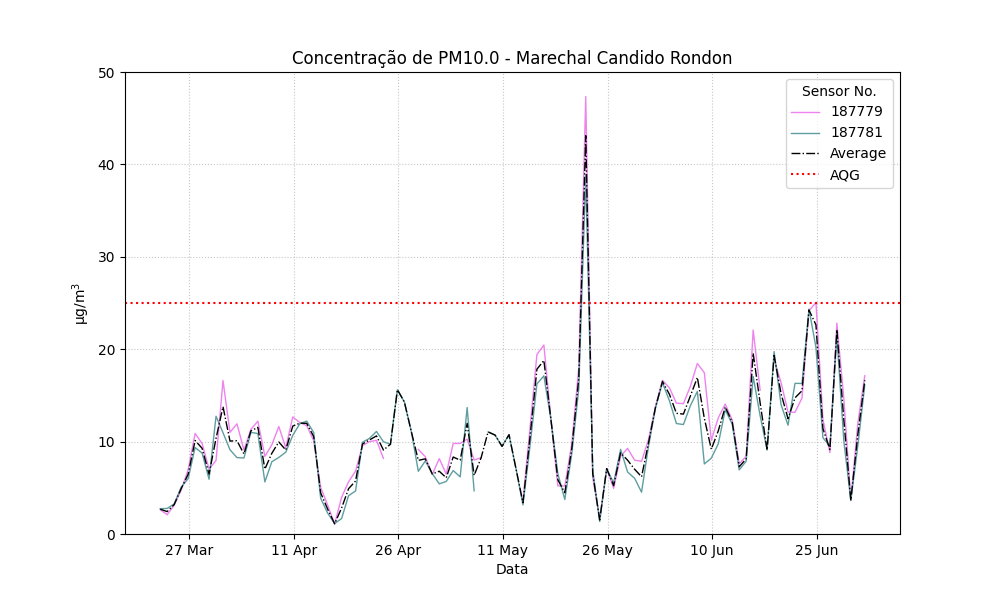 Concentração de PM10.0 - Marechal Candido Rondon
50
40
30
20
10
0
µg/m³
27 Mar
11 Apr
26 Apr
11 May
26 May
10 Jun
25 Jun
Data
Sensor No.
187779
187781
Average
AQG